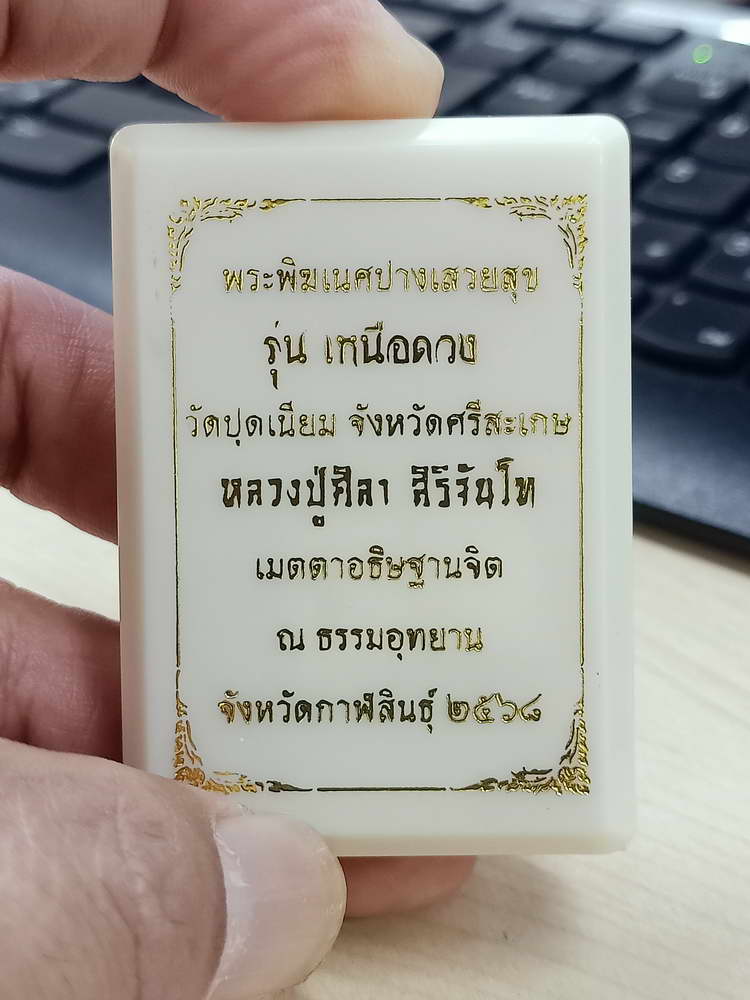 พระพิฆเนศปางเสวยสุข
รุ่น เหนือดวง
วัดปุดเนียม จังหวัดศรีสะเกษ
หลวงปู่ศิลา สิริจันโท
เมตตาอธิษฐานจิต
ณ ธรรมอุทยาน
จังหวัดกาฬสินธุ์ ๒๕๖๘